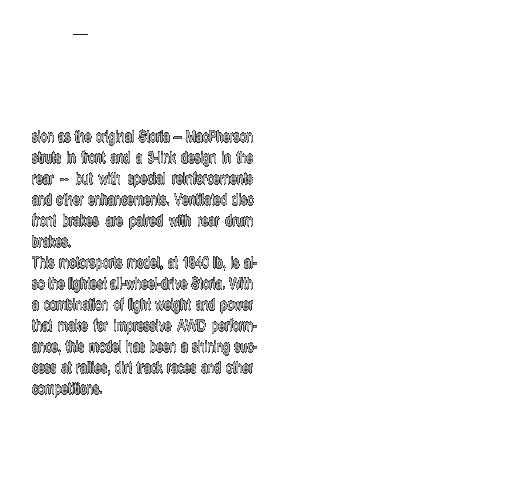 sion as the original Storia – MacPherson
struts in front and a 3-link design in the
rear – but with special reinforcements
and other enhancements. Ventilated disc
front brakes are paired with rear drum
brakes.
This motorsports model, at 1840 lb, is al-
so the lightest all-wheel-drive Storia. With
a combination of light weight and power
that make for impressive AWD perform-
ance, this model has been a shining suc-
cess at rallies, dirt track races and other
competitions.